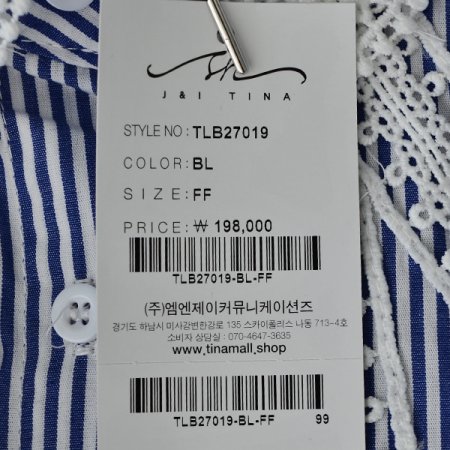 J & I TINA
STYLE NO : TLB27019
COLOR: BL
SIZE: FF
PRICE: ₩ 198,000
TLB27019-BL-FF
(주)엠엔제이커뮤니케이션즈
경기도 하남시 미사강변한강로 135 스카이폴리스 나동 713-4호
소비자 상담실 : 070-4647-3635
www.tinamall.shop
TLB27019-BL-FF 99